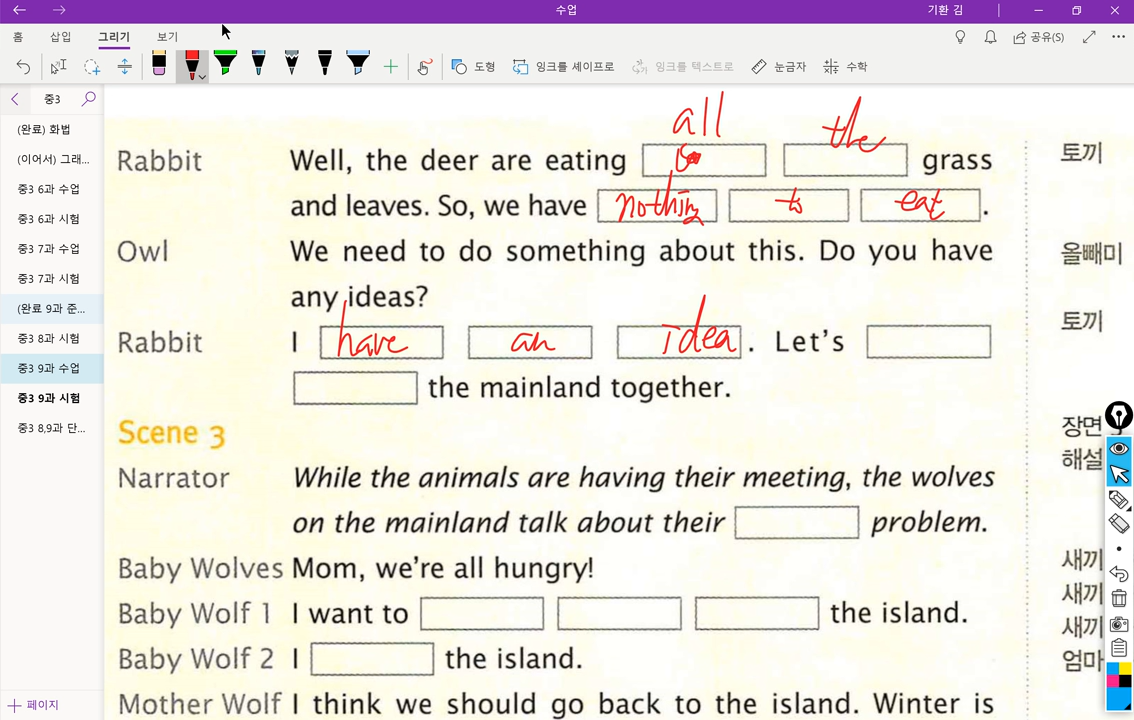 수업
기환 김
홈 삽입 그리기 보기
공유(S)
도형 잉크를 셰이프로 잉크를 텍스트로 눈금자 수학
중3
(완료) 화법
(이어서) 그래...
중3 6과 수업
중3 6과 시험
중3 7과 수업
중3 7과 시험
(완료 9과 준...
중3 8과 시험
중3 9과 수업
중3 9과 시험
중3 8,9과 단...
페이지
all the
Rabbit Well, the deer are eating grass
and leaves. So, we have nothing to eat .
Owl We need to do something about this. Do you have
any ideas?
Rabbit I have an idea . Let's
the mainland together.
Scene 3
Narrator While the animals are having their meeting, the wolves
on the mainland talk about their problem.
Baby Wolves Mom, we're all hungry!
Baby Wolf 1 I want to the island.
Baby Wolf 2 I the island.
Mother Wolf I think we should go back to the island. Winter is
토끼
올빼미
토끼
장면
해설
새끼
새끼
새끼
엄마